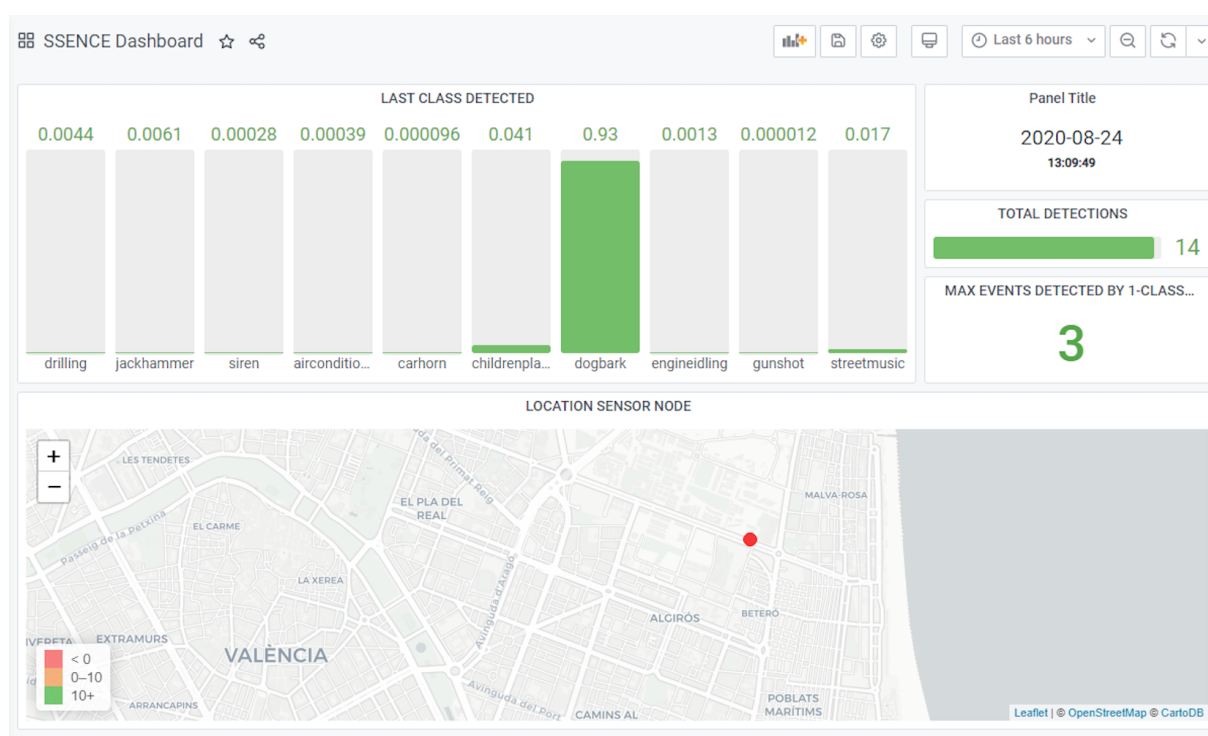 SSENCE Dashboard
Last 6 hours
LAST CLASS DETECTED
0.0044 0.0061 0.00028 0.00039 0.000096 0.041 0.93 0.0013 0.000012 0.017
drilling jackhammer siren airconditio... carhorn childrenpla... dogbark engineidling gunshot streetmusic
Panel Title
2020-08-24
13:09:49
TOTAL DETECTIONS
14
MAX EVENTS DETECTED BY 1-CLASS...
3
LOCATION SENSOR NODE
+
−
Avinguda del Primat Reig
LES TENDETES
MALVA-ROSA
EL PLA DEL
REAL
Passeig de la Petxina
EL CARME
LA XEREA
Avinguda d'Aragó
ALGIRÓS
BETERÓ
EXTRAMURS
VALÈNCIA
< 0
0–10
10+
ARRANCAPINS
Avinguda del Port
CAMINS AL
POBLATS
MARÍTIMS
Leaflet | © OpenStreetMap © CartoDB